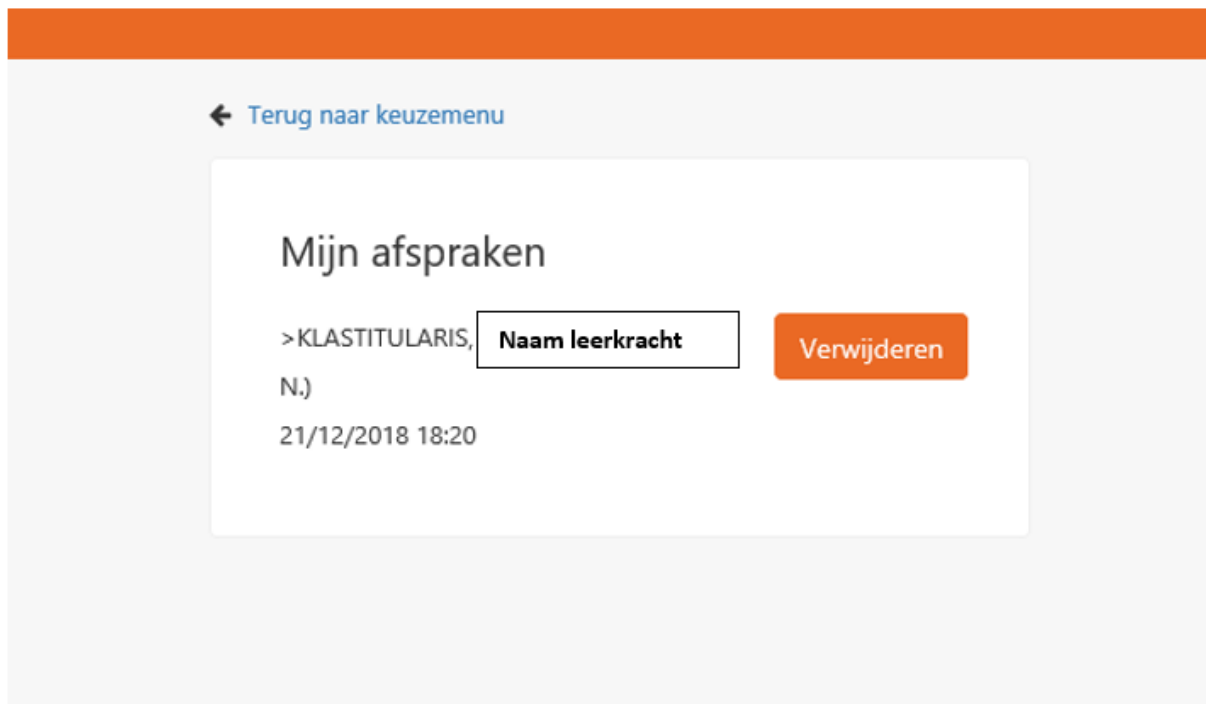 Terug naar keuzemenu
Mijn afspraken
>KLASTITULARIS, Naam leerkracht
Verwijderen
N.)
21/12/2018 18:20